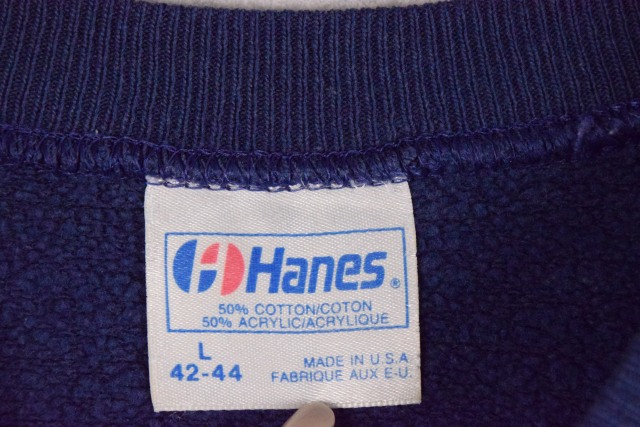 Hanes®
50% COTTON/COTON
50% ACRYLIC/ACRYLIQUE
L
42-44
MADE IN U.S.A
FABRIQUE AUX E-U.